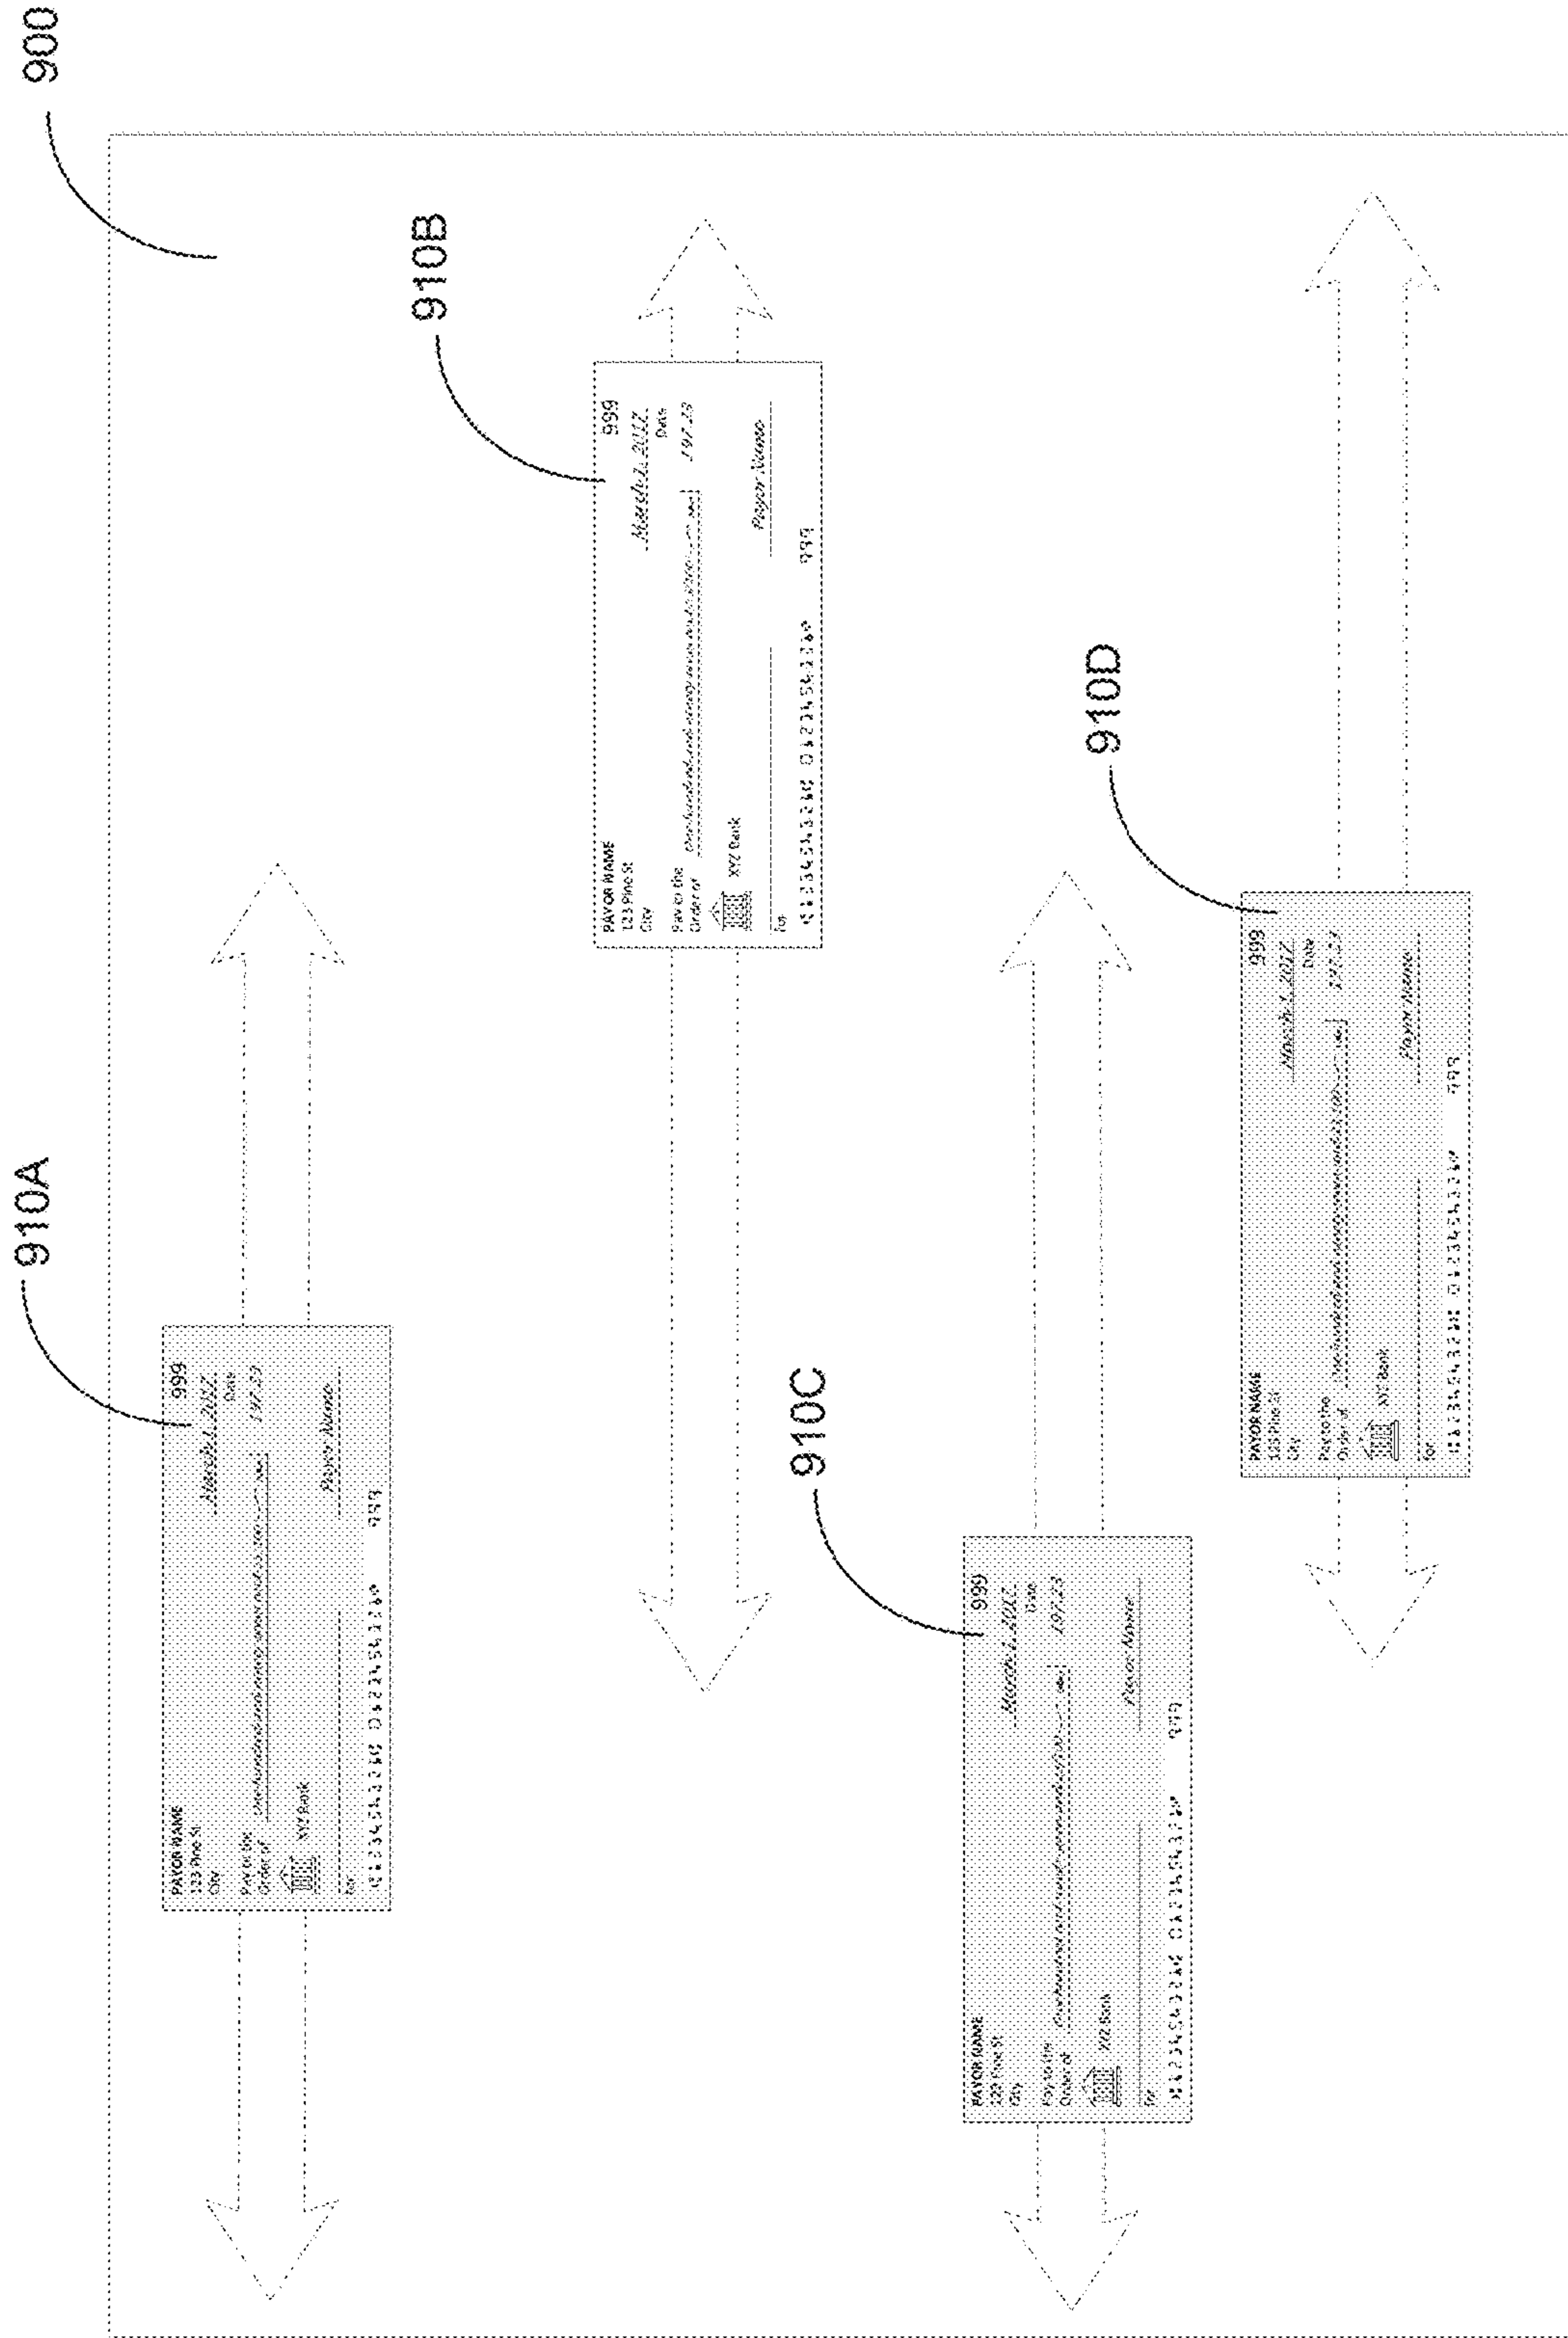 900
910A
PAYOR NAME
999
123 Pine St
City
March 1, 2017
Date
Pay to the
Order of
197.23
XYZ Bank
Payor Name
for
999
910B
PAYOR NAME
999
123 Pine St
City
March 1, 2017
Date
Pay to the
Order of
197.23
XYZ Bank
Payor Name
for
999
910C
PAYOR NAME
999
123 Pine St
City
March 1, 2017
Date
Pay to the
Order of
197.23
XYZ Bank
Payor Name
for
999
910D
PAYOR NAME
999
123 Pine St
City
March 1, 2017
Date
Pay to the
Order of
197.23
XYZ Bank
Payor Name
for
999